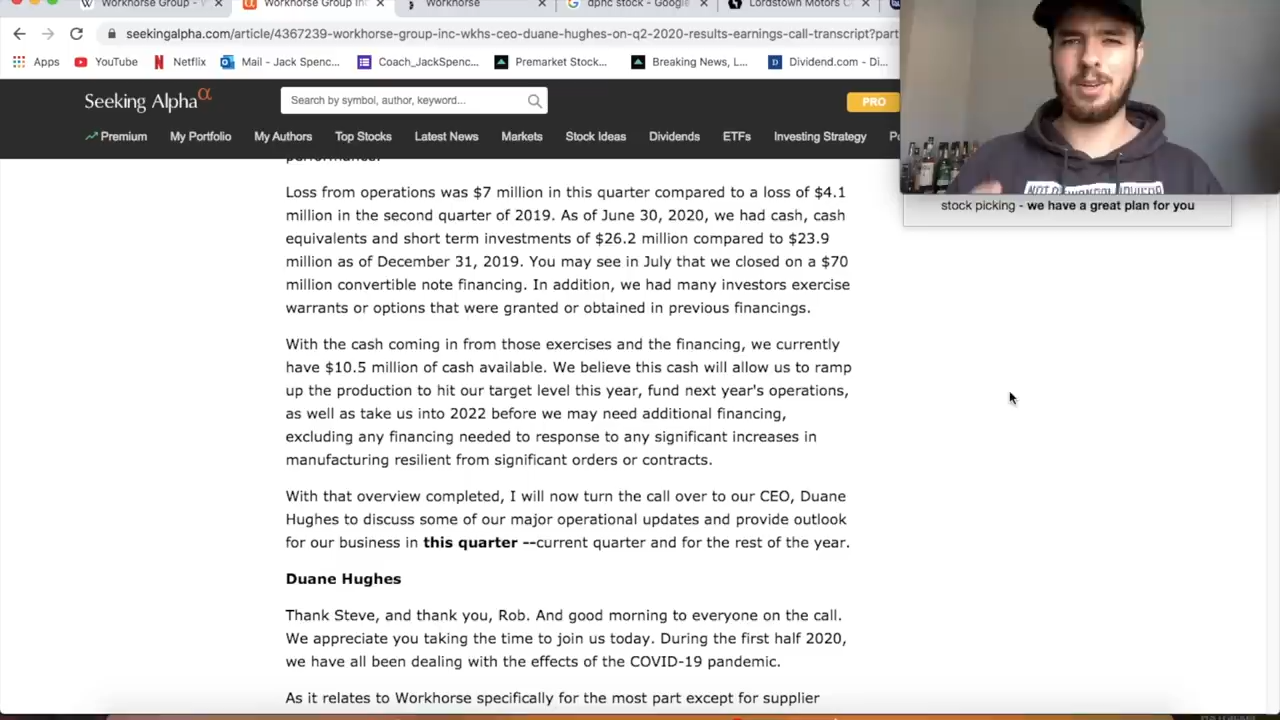 Workhorse Group -
Workhorse Group In
Workhorse
dphc stock - Google
Lordstown Motors C
seekingalpha.com/article/4367239-workhorse-group-inc-wkhs-ceo-duane-hughes-on-q2-2020-results-earnings-call-transcript?part
Apps
YouTube
Netflix
Mail - Jack Spenc...
Coach_JackSpenc...
Premarket Stock...
Breaking News, L...
Dividend.com - Di...
Seeking Alpha α
Search by symbol, author, keyword...
PRO
Premium
My Portfolio
My Authors
Top Stocks
Latest News
Markets
Stock Ideas
Dividends
ETFs
Investing Strategy
performance.
Loss from operations was $7 million in this quarter compared to a loss of $4.1
million in the second quarter of 2019. As of June 30, 2020, we had cash, cash
equivalents and short term investments of $26.2 million compared to $23.9
million as of December 31, 2019. You may see in July that we closed on a $70
million convertible note financing. In addition, we had many investors exercise
warrants or options that were granted or obtained in previous financings.
With the cash coming in from those exercises and the financing, we currently
have $10.5 million of cash available. We believe this cash will allow us to ramp
up the production to hit our target level this year, fund next year's operations,
as well as take us into 2022 before we may need additional financing,
excluding any financing needed to response to any significant increases in
manufacturing resilient from significant orders or contracts.
With that overview completed, I will now turn the call over to our CEO, Duane
Hughes to discuss some of our major operational updates and provide outlook
for our business in this quarter --current quarter and for the rest of the year.
Duane Hughes
Thank Steve, and thank you, Rob. And good morning to everyone on the call.
We appreciate you taking the time to join us today. During the first half 2020,
we have all been dealing with the effects of the COVID-19 pandemic.
As it relates to Workhorse specifically for the most part except for supplier
stock picking - we have a great plan for you